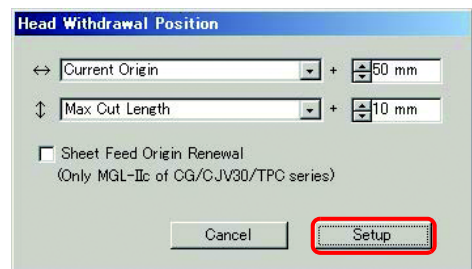 Head Withdrawal Position
↔ Current Origin + 50 mm
↕ Max Cut Length + 10 mm
Sheet Feed Origin Renewal
(Only MGL-IIc of CG/CJV30/TPC series)
Cancel Setup